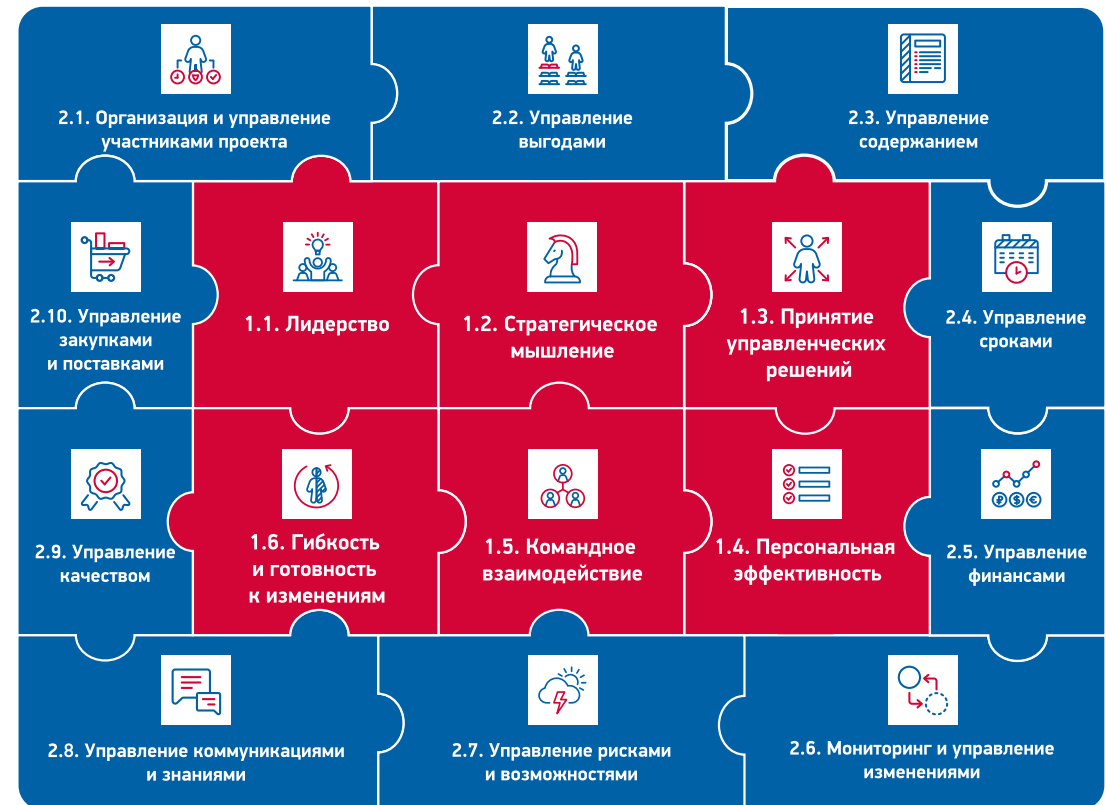 2.1. Организация и управление
участниками проекта
2.2. Управление
выгодами
2.3. Управление
содержанием
2.10. Управление
закупками
и поставками
1.1. Лидерство
1.2. Стратегическое
мышление
1.3. Принятие
управленческих
решений
2.4. Управление
сроками
2.9. Управление
качеством
1.6. Гибкость
и готовность
к изменениям
1.5. Командное
взаимодействие
1.4. Персональная
эффективность
₽ $ €
2.5. Управление
финансами
2.8. Управление коммуникациями
и знаниями
2.7. Управление рисками
и возможностями
2.6. Мониторинг и управление
изменениями